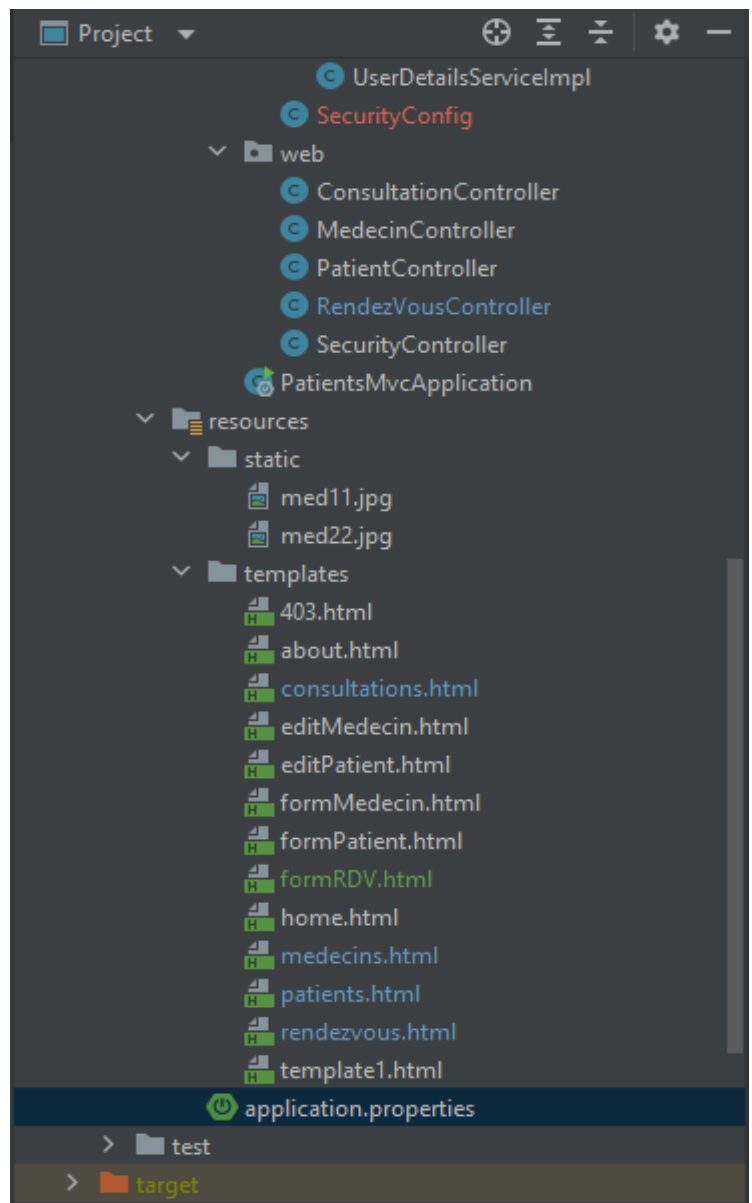 Project
UserDetailsServiceImpl
SecurityConfig
web
ConsultationController
MedecinController
PatientController
RendezVousController
SecurityController
PatientsMvcApplication
resources
static
med11.jpg
med22.jpg
templates
403.html
about.html
consultations.html
editMedecin.html
editPatient.html
formMedecin.html
formPatient.html
formRDV.html
home.html
medecins.html
patients.html
rendezvous.html
template1.html
application.properties
test
target